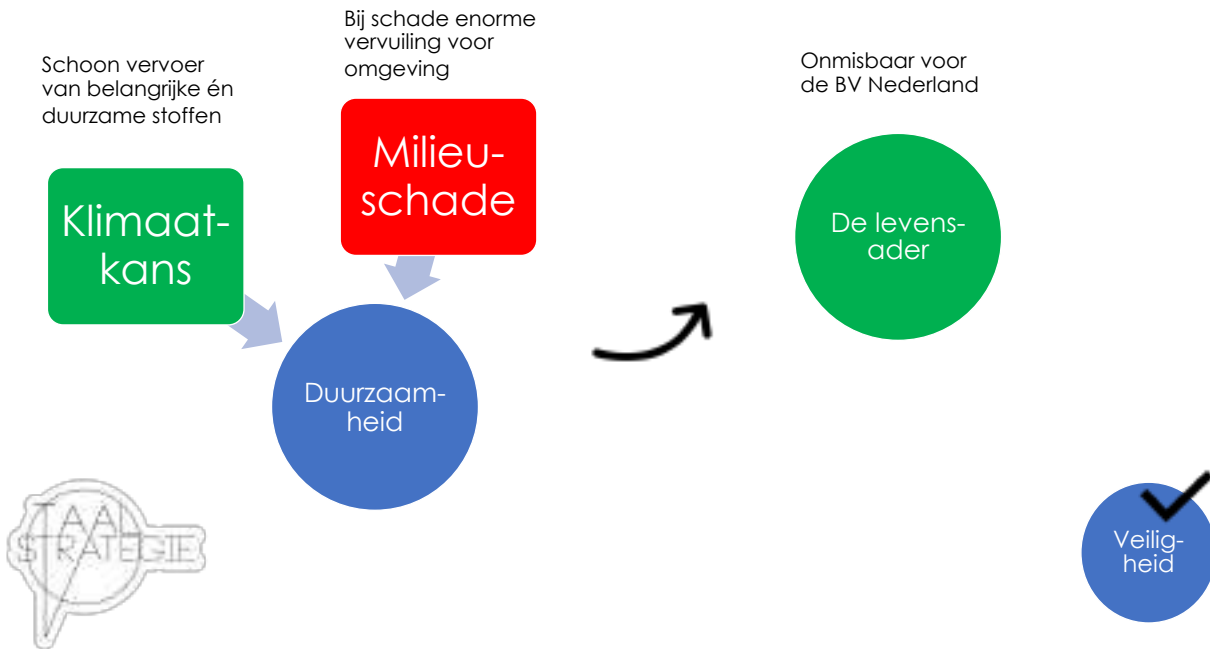 Schoon vervoer
van belangrijke én
duurzame stoffen
Klimaat-
kans
Bij schade enorme
vervuiling voor
omgeving
Milieu-
schade
Duurzaam-
heid
Onmisbaar voor
de BV Nederland
De levens-
ader
Veilig-
heid
TAAL
STRATEGIE